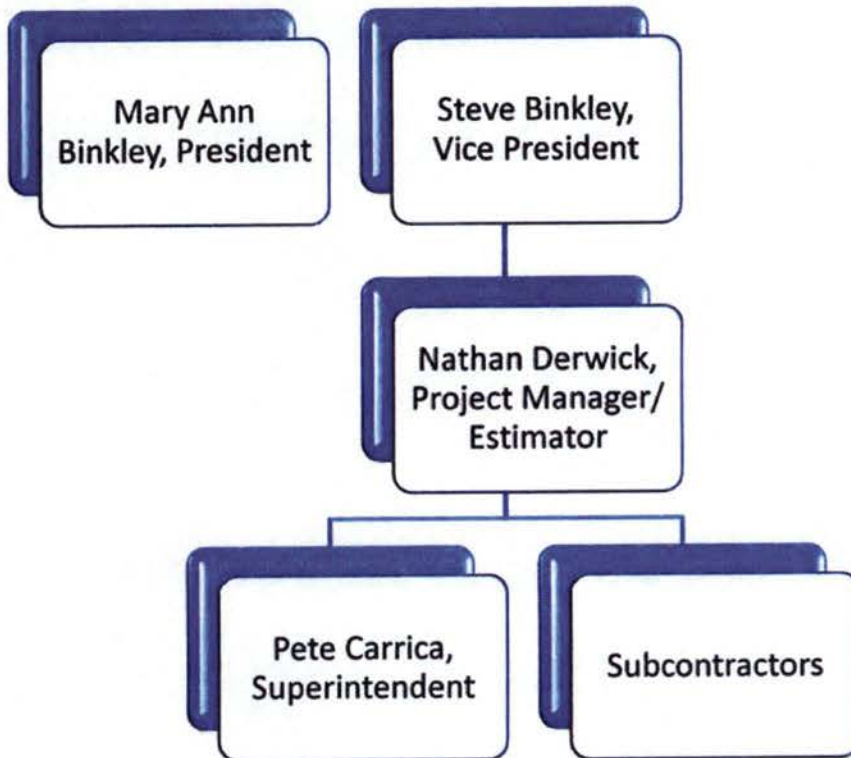 Mary Ann
Binkley, President
Steve Binkley,
Vice President
Nathan Derwick,
Project Manager/
Estimator
Pete Carrica,
Superintendent
Subcontractors